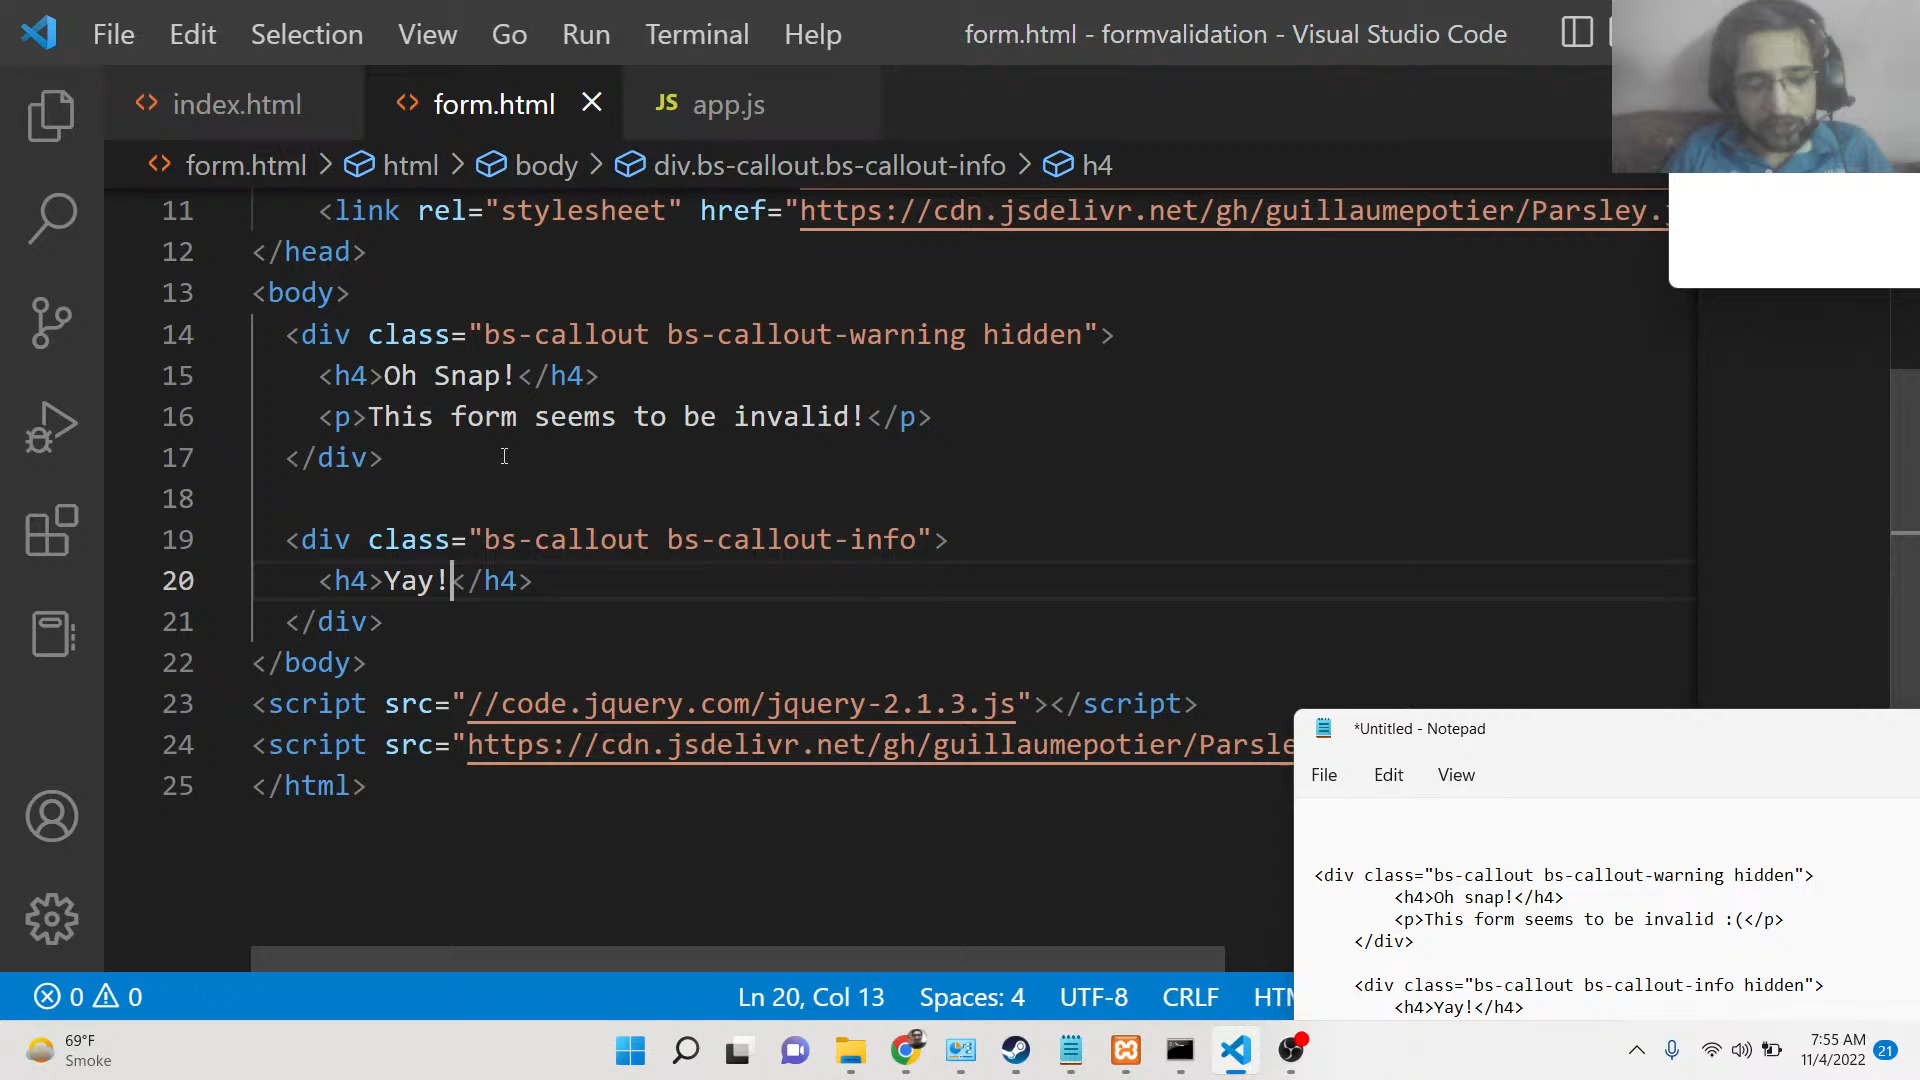 File Edit Selection View Go Run Terminal Help form.html - formvalidation - Visual Studio Code
index.html form.html JS app.js
form.html > html > body > div.bs-callout.bs-callout-info > h4
11 <link rel="stylesheet" href="https://cdn.jsdelivr.net/gh/guillaumepotier/Parsley.
12 </head>
13 <body>
14 <div class="bs-callout bs-callout-warning hidden">
15 <h4>Oh Snap!</h4>
16 <p>This form seems to be invalid!</p>
17 </div>
18
19 <div class="bs-callout bs-callout-info">
20 <h4>Yay!</h4>
21 </div>
22 </body>
23 <script src="//code.jquery.com/jquery-2.1.3.js"></script>
24 <script src="https://cdn.jsdelivr.net/gh/guillaumepotier/Parsle
25 </html>
*Untitled - Notepad
File Edit View
<div class="bs-callout bs-callout-warning hidden">
<h4>Oh snap!</h4>
<p>This form seems to be invalid :(</p>
</div>
<div class="bs-callout bs-callout-info hidden">
<h4>Yay!</h4>
0 0 Ln 20, Col 13 Spaces: 4 UTF-8 CRLF HTM
69°F
Smoke
7:55 AM
11/4/2022
21